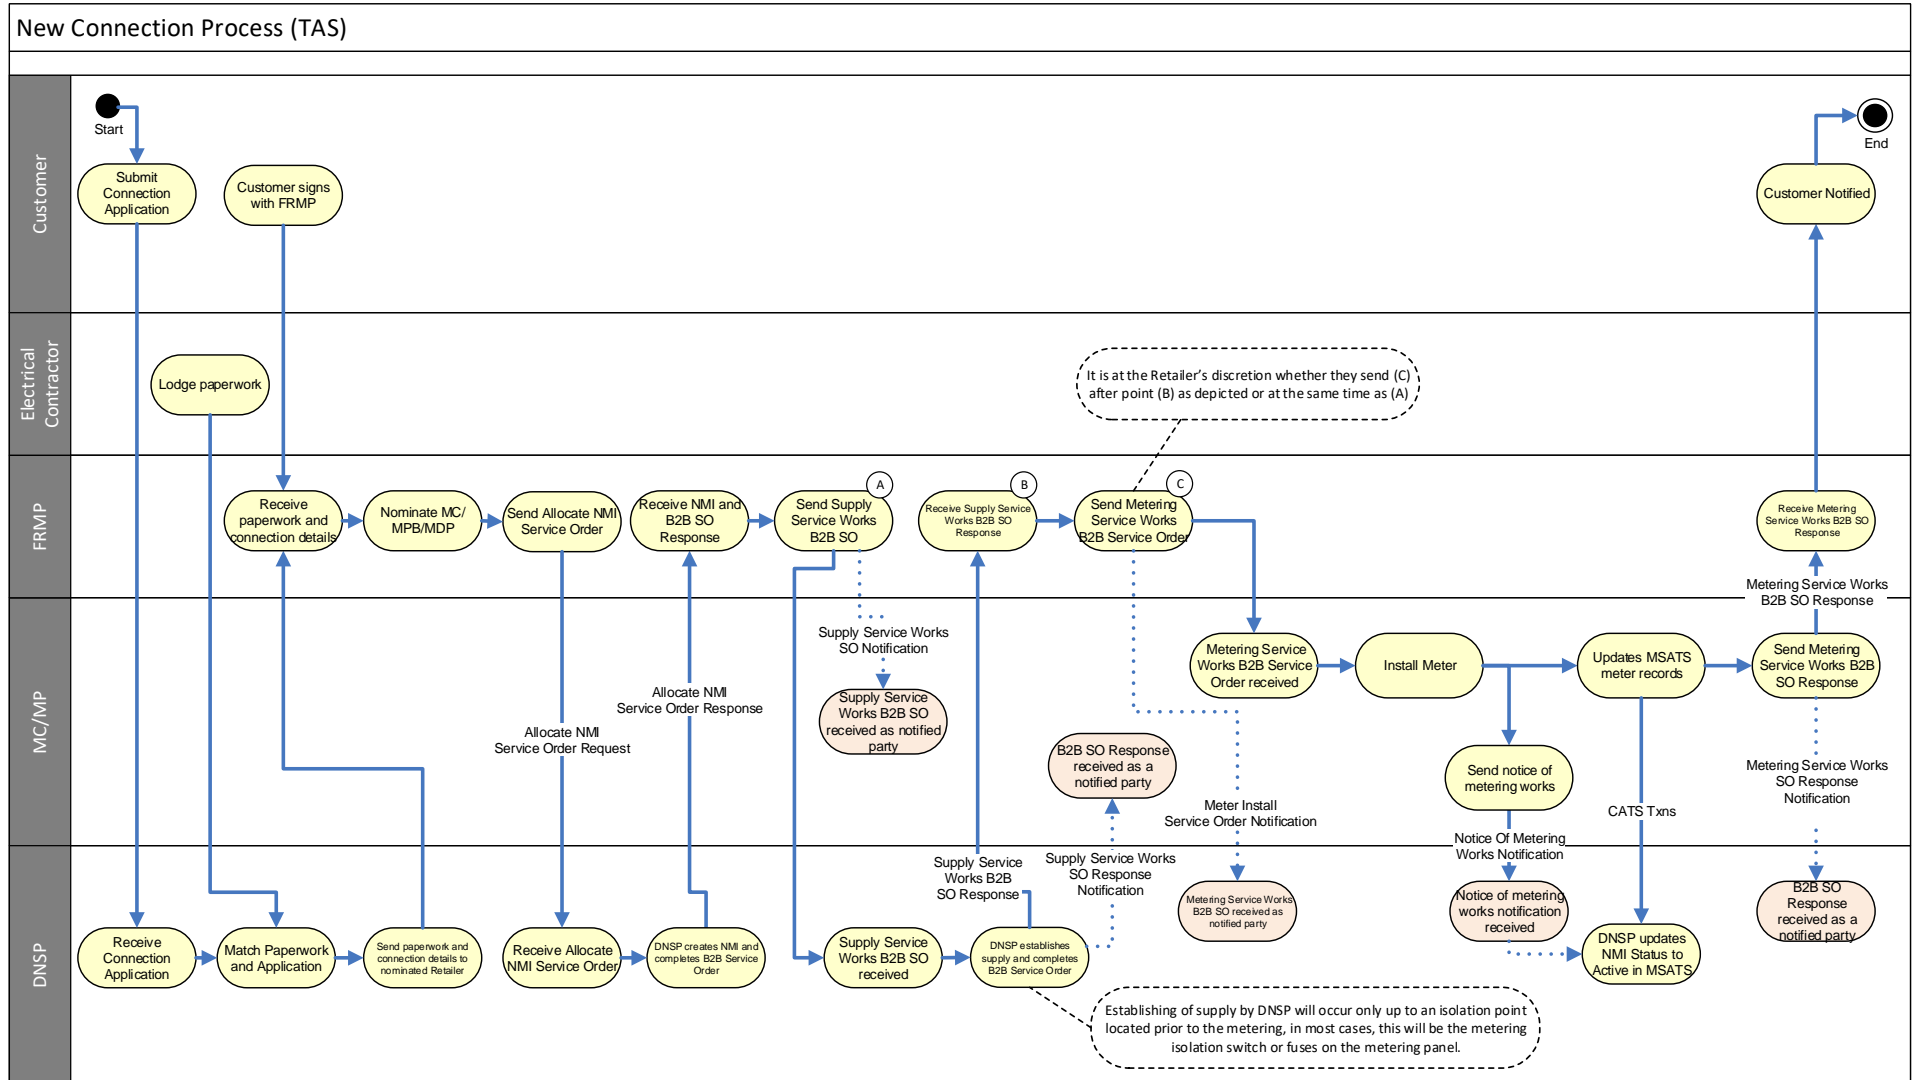 New Connection Process (TAS)
Customer
Start
Submit
Connection
Application
Customer signs
with FRMP
End
Customer Notified
Electrical
Contractor
Lodge paperwork
It is at the Retailer's discretion whether they send (C)
after point (B) as depicted or at the same time as (A)
FRMP
Receive
paperwork and
connection details
Nominate MC/
MPB/MDP
Send Allocate NMI
Service Order
Receive NMI and
B2B SO
Response
A
Send Supply
Service Works
B2B SO
B
Receive Supply Service
Works B2B SO
Response
C
Send Metering
Service Works
B2B Service Order
Receive Metering
Service Works B2B SO
Response
Metering Service Works
B2B SO Response
MC/MP
Supply Service Works
SO Notification
Supply Service
Works B2B SO
received as notified
party
Allocate NMI
Service Order Response
Allocate NMI
Service Order Request
B2B SO Response
received as a
notified party
Metering Service
Works B2B Service
Order received
Install Meter
Updates MSATS
meter records
Send Metering
Service Works B2B
SO Response
Send notice of
metering works
Meter Install
Service Order Notification
CATS Txns
Metering Service Works
SO Response
Notification
Notice Of Metering
Works Notification
Supply Service
Works B2B
SO Response
Supply Service Works
SO Response
Notification
DNSP
Receive
Connection
Application
Match Paperwork
and Application
Send paperwork and
connection details to
nominated Retailer
Receive Allocate
NMI Service Order
DNSP creates NMI and
completes B2B Service
Order
Supply Service
Works B2B SO
received
DNSP establishes
supply and completes
B2B Service Order
Metering Service Works
B2B SO received as
notified party
Notice of metering
works notification
received
DNSP updates
NMI Status to
Active in MSATS
B2B SO
Response
received as a
notified party
Establishing of supply by DNSP will occur only up to an isolation point
located prior to the metering, in most cases, this will be the metering
isolation switch or fuses on the metering panel.